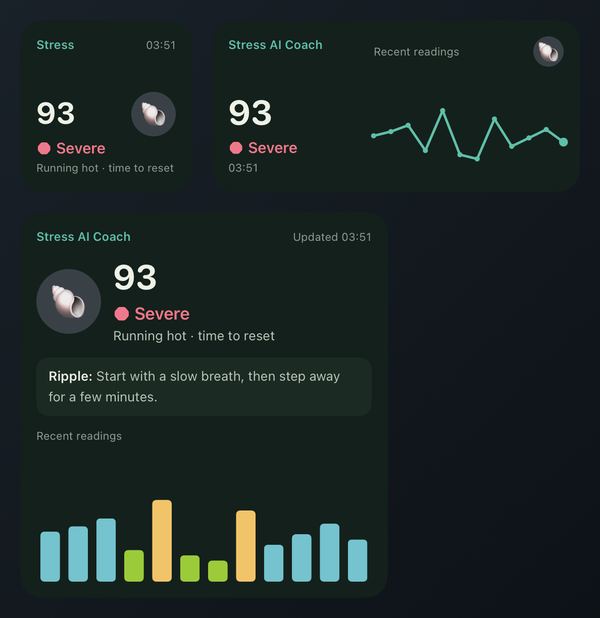 Stress 03:51
93
Severe
Running hot · time to reset
Stress AI Coach
Recent readings
93
Severe
03:51
Stress AI Coach Updated 03:51
93
Severe
Running hot · time to reset
Ripple: Start with a slow breath, then step away
for a few minutes.
Recent readings